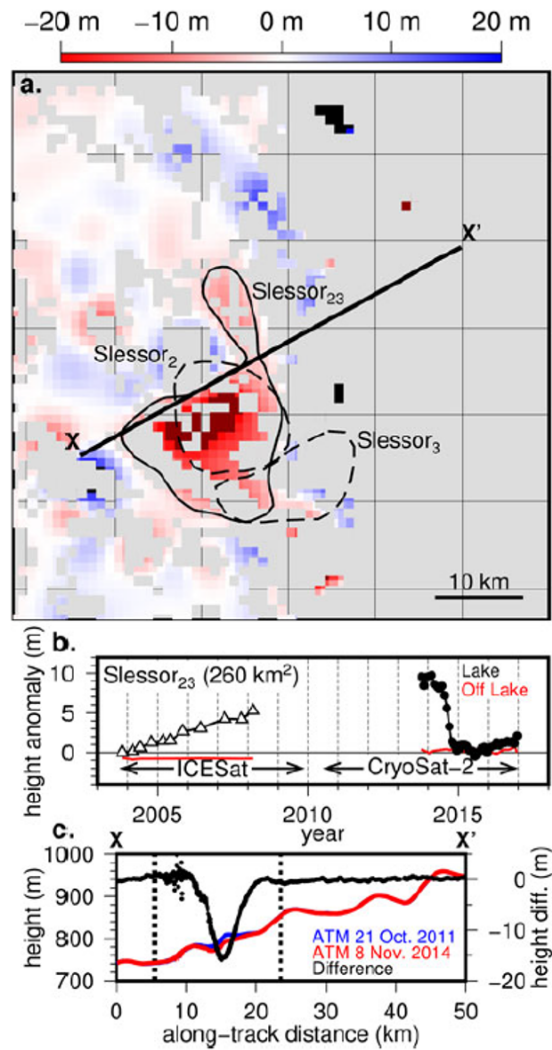 −20 m −10 m 0 m 10 m 20 m
a.
X'
Slessor23
Slessor2
X
Slessor3
10 km
b.
height anomaly (m)
10
5
0
Slessor23 (260 km2)
Lake
Off Lake
ICESat
CryoSat−2
2005 2010 2015
year
c.
X X'
height (m)
1000
900
800
700
height diff. (m)
0
−10
−20
ATM 21 Oct. 2011
ATM 8 Nov. 2014
Difference
0 10 20 30 40 50
along−track distance (km)